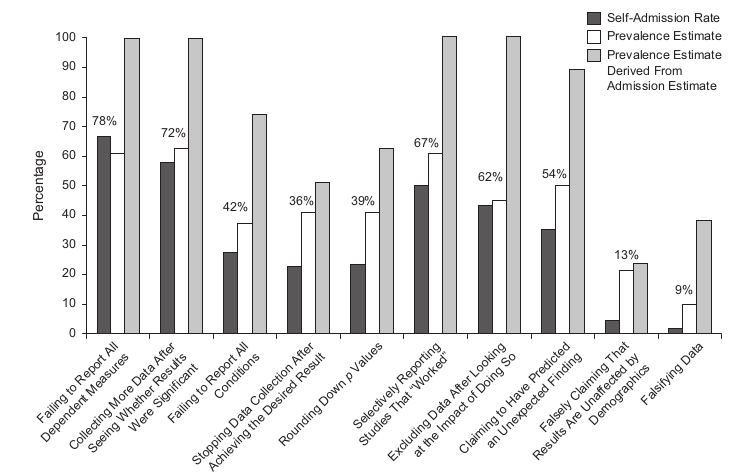 Self-Admission Rate
Prevalence Estimate
Prevalence Estimate
Derived From
Admission Estimate
Percentage
100
90
80
70
60
50
40
30
20
10
0
78%
72%
42%
36%
39%
67%
62%
54%
13%
9%
Failing to Report All
Dependent Measures
Collecting More Data After
Seeing Whether Results
Were Significant
Failing to Report All
Conditions
Stopping Data Collection After
Achieving the Desired Result
Rounding Down p Values
Selectively Reporting
Studies That "Worked"
Excluding Data After Looking
at the Impact of Doing So
Claiming to Have Predicted
an Unexpected Finding
Falsely Claiming That
Results Are Unaffected by
Demographics
Falsifying Data